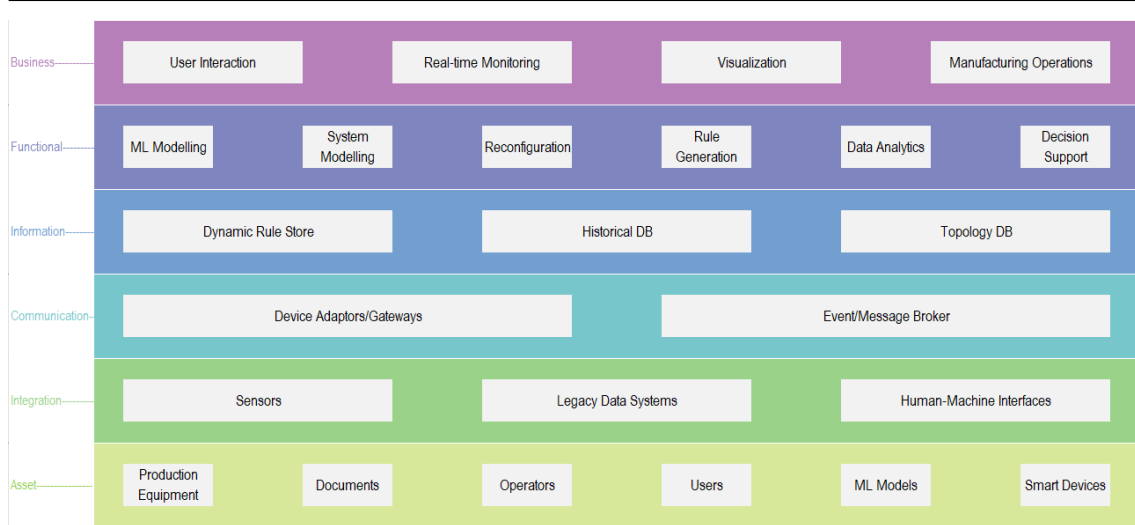 Business
User Interaction
Real-time Monitoring
Visualization
Manufacturing Operations
Functional
ML Modelling
System
Modelling
Reconfiguration
Rule
Generation
Data Analytics
Decision
Support
Information
Dynamic Rule Store
Historical DB
Topology DB
Communication
Device Adaptors/Gateways
Event/Message Broker
Integration
Sensors
Legacy Data Systems
Human-Machine Interfaces
Asset
Production
Equipment
Documents
Operators
Users
ML Models
Smart Devices